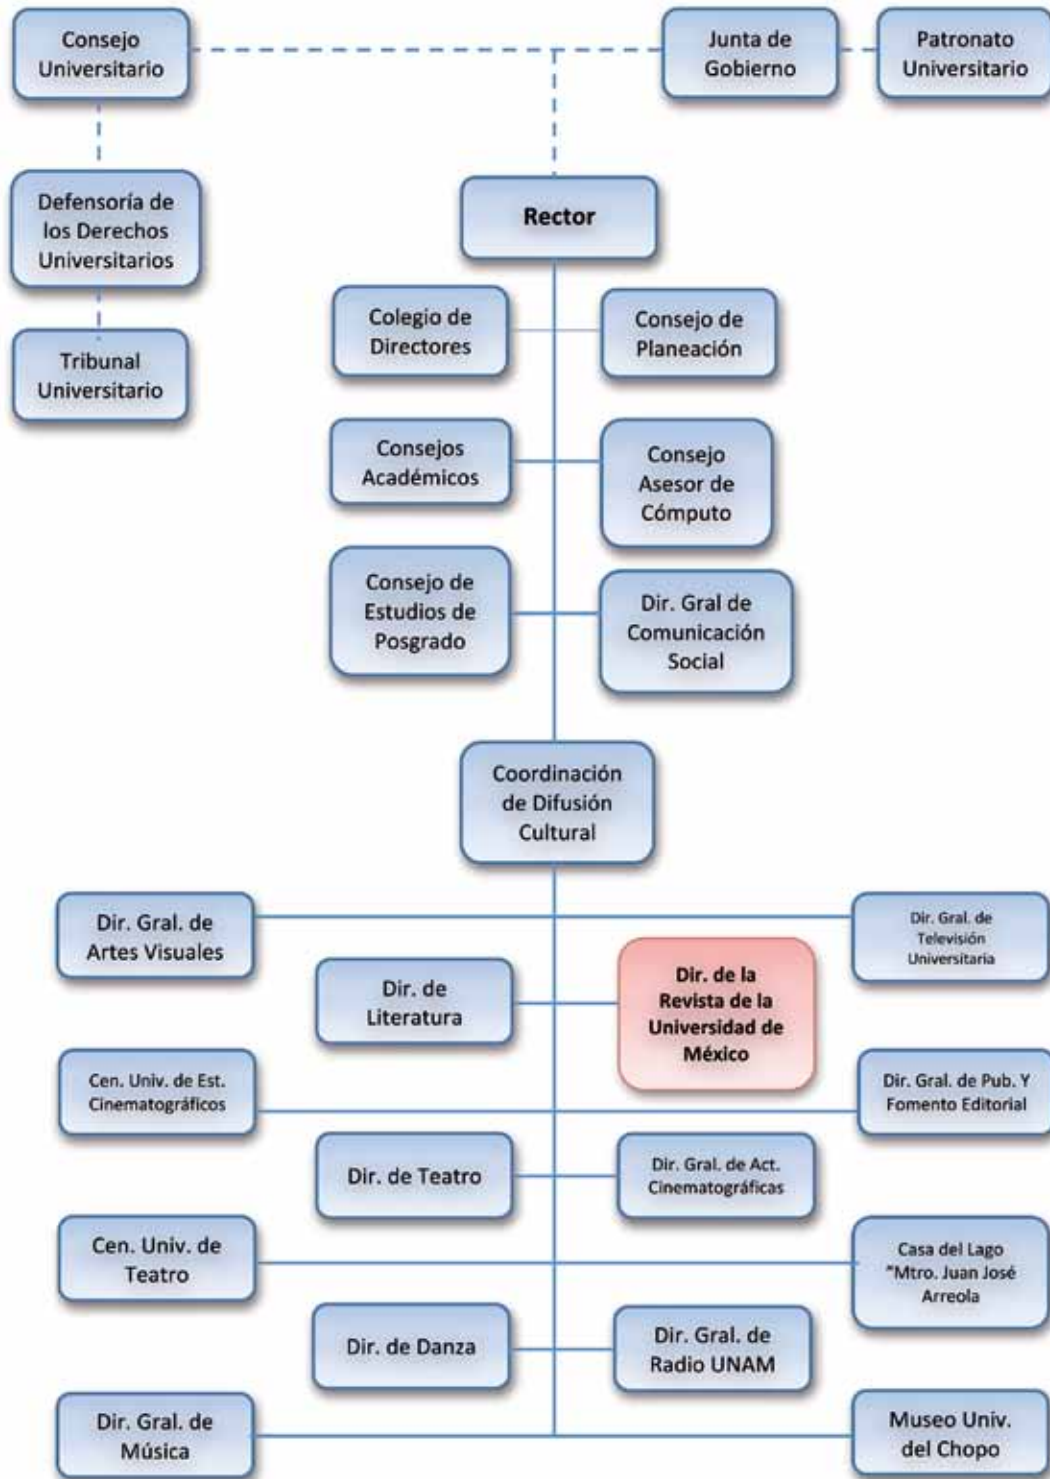 Consejo
Universitario
Junta de
Gobierno
Patronato
Universitario
Defensoría de
los Derechos
Universitarios
Rector
Tribunal
Universitario
Colegio de
Directores
Consejo de
Planeación
Consejos
Académicos
Consejo
Asesor de
Cómputo
Consejo de
Estudios de
Posgrado
Dir. Gral de
Comunicación
Social
Coordinación
de Difusión
Cultural
Dir. Gral. de
Artes Visuales
Dir. Gral. de
Televisión
Universitaria
Dir. de
Literatura
Dir. de la
Revista de la
Universidad de
México
Cen. Univ. de Est.
Cinematográficos
Dir. Gral. de Pub. Y
Fomento Editorial
Dir. de Teatro
Dir. Gral. de Act.
Cinematográficas
Cen. Univ. de
Teatro
Casa del Lago
"Mtro. Juan José
Arreola
Dir. de Danza
Dir. Gral. de
Radio UNAM
Dir. Gral. de
Música
Museo Univ.
del Chopo